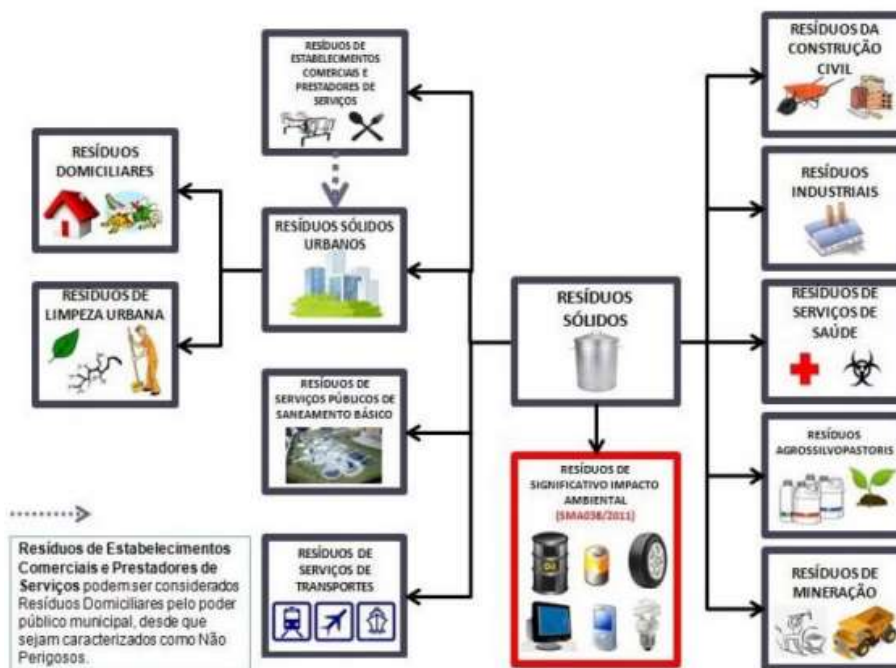 RESÍDUOS DE
ESTABELECIMENTOS
COMERCIAIS E
PRESTADORES DE
SERVIÇOS
RESÍDUOS
DOMICILIARES
RESÍDUOS SÓLIDOS
URBANOS
RESÍDUOS DE
LIMPEZA URBANA
RESÍDUOS DE
SERVIÇOS PÚBLICOS DE
SANEAMENTO BÁSICO
RESÍDUOS DE
SERVIÇOS DE
TRANSPORTES
Resíduos de Estabelecimentos
Comerciais e Prestadores de
Serviços podem ser considerados
Resíduos Domiciliares pelo poder
público municipal, desde que
sejam caracterizados como Não
Perigosos.
RESÍDUOS
SÓLIDOS
RESÍDUOS DE
SIGNIFICATIVO IMPACTO
AMBIENTAL
(SMA038/2011)
Oil
RESÍDUOS DA
CONSTRUÇÃO
CIVIL
RESÍDUOS
INDUSTRIAIS
RESÍDUOS DE
SERVIÇOS DE
SAÚDE
RESÍDUOS
AGROSSILVOPASTORIS
RESÍDUOS DE
MINERAÇÃO